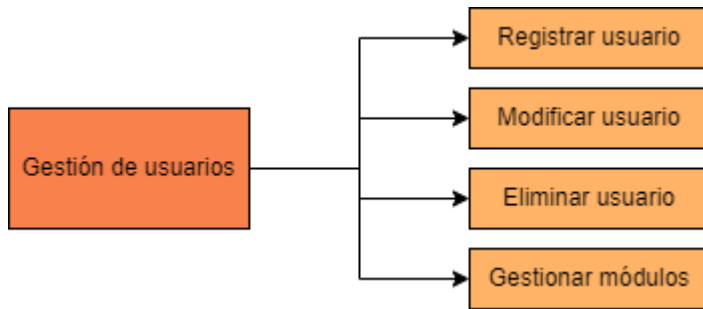 Gestión de usuarios
Registrar usuario
Modificar usuario
Eliminar usuario
Gestionar módulos